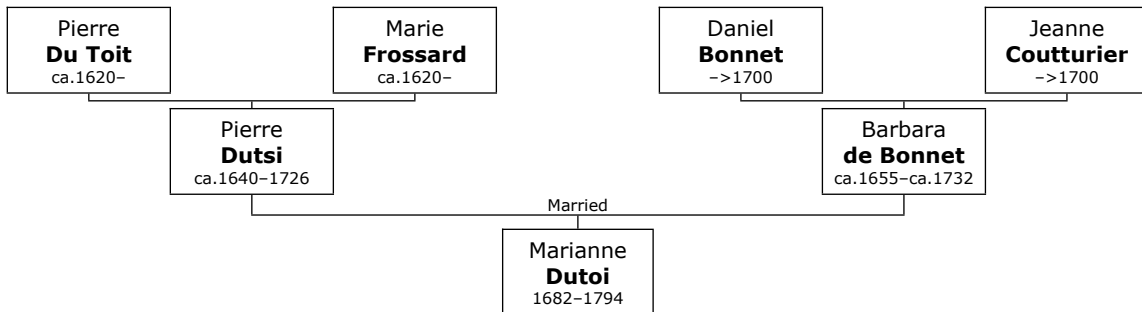 Pierre
Du Toit
ca.1620–
Marie
Frossard
ca.1620–
Daniel
Bonnet
–>1700
Jeanne
Coutturier
–>1700
Pierre
Dutsi
ca.1640–1726
Barbara
de Bonnet
ca.1655–ca.1732
Married
Marianne
Dutoi
1682–1794